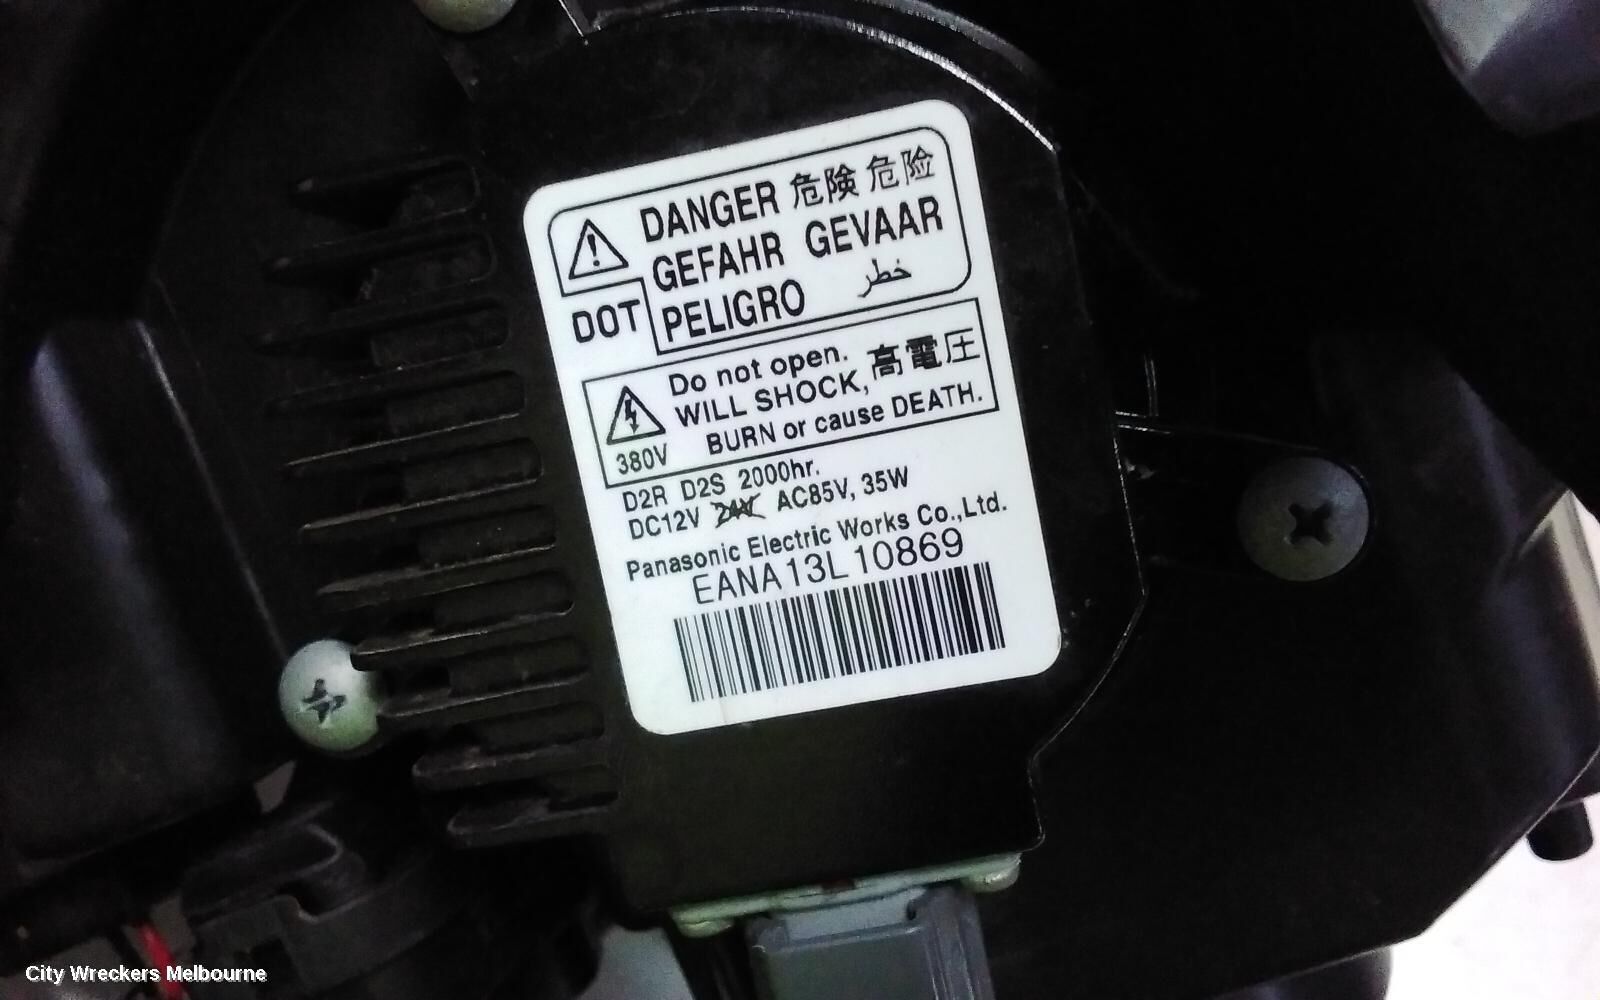 DANGER 危険 危险
GEFAHR GEVAAR
PELIGRO خطر
DOT
Do not open.
WILL SHOCK, 高電圧
BURN or cause DEATH.
380V
D2R D2S 2000hr.
DC12V 24V AC85V, 35W
Panasonic Electric Works Co.,Ltd.
EANA13L10869
City Wreckers Melbourne